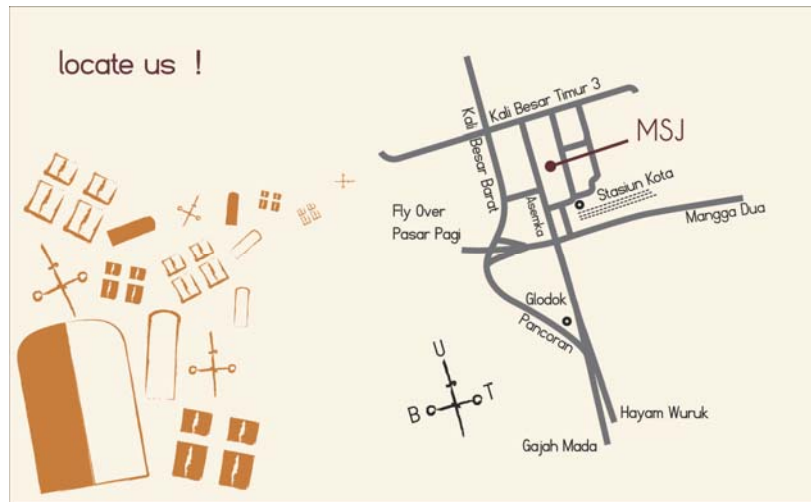 locate us !
Kali Besar Timur 3
Kali Besar Barat
MSJ
Stasiun Kota
Asemka
Mangga Dua
Fly Over
Pasar Pagi
Glodok
Pancoran
U
B
T
Hayam Wuruk
Gajah Mada